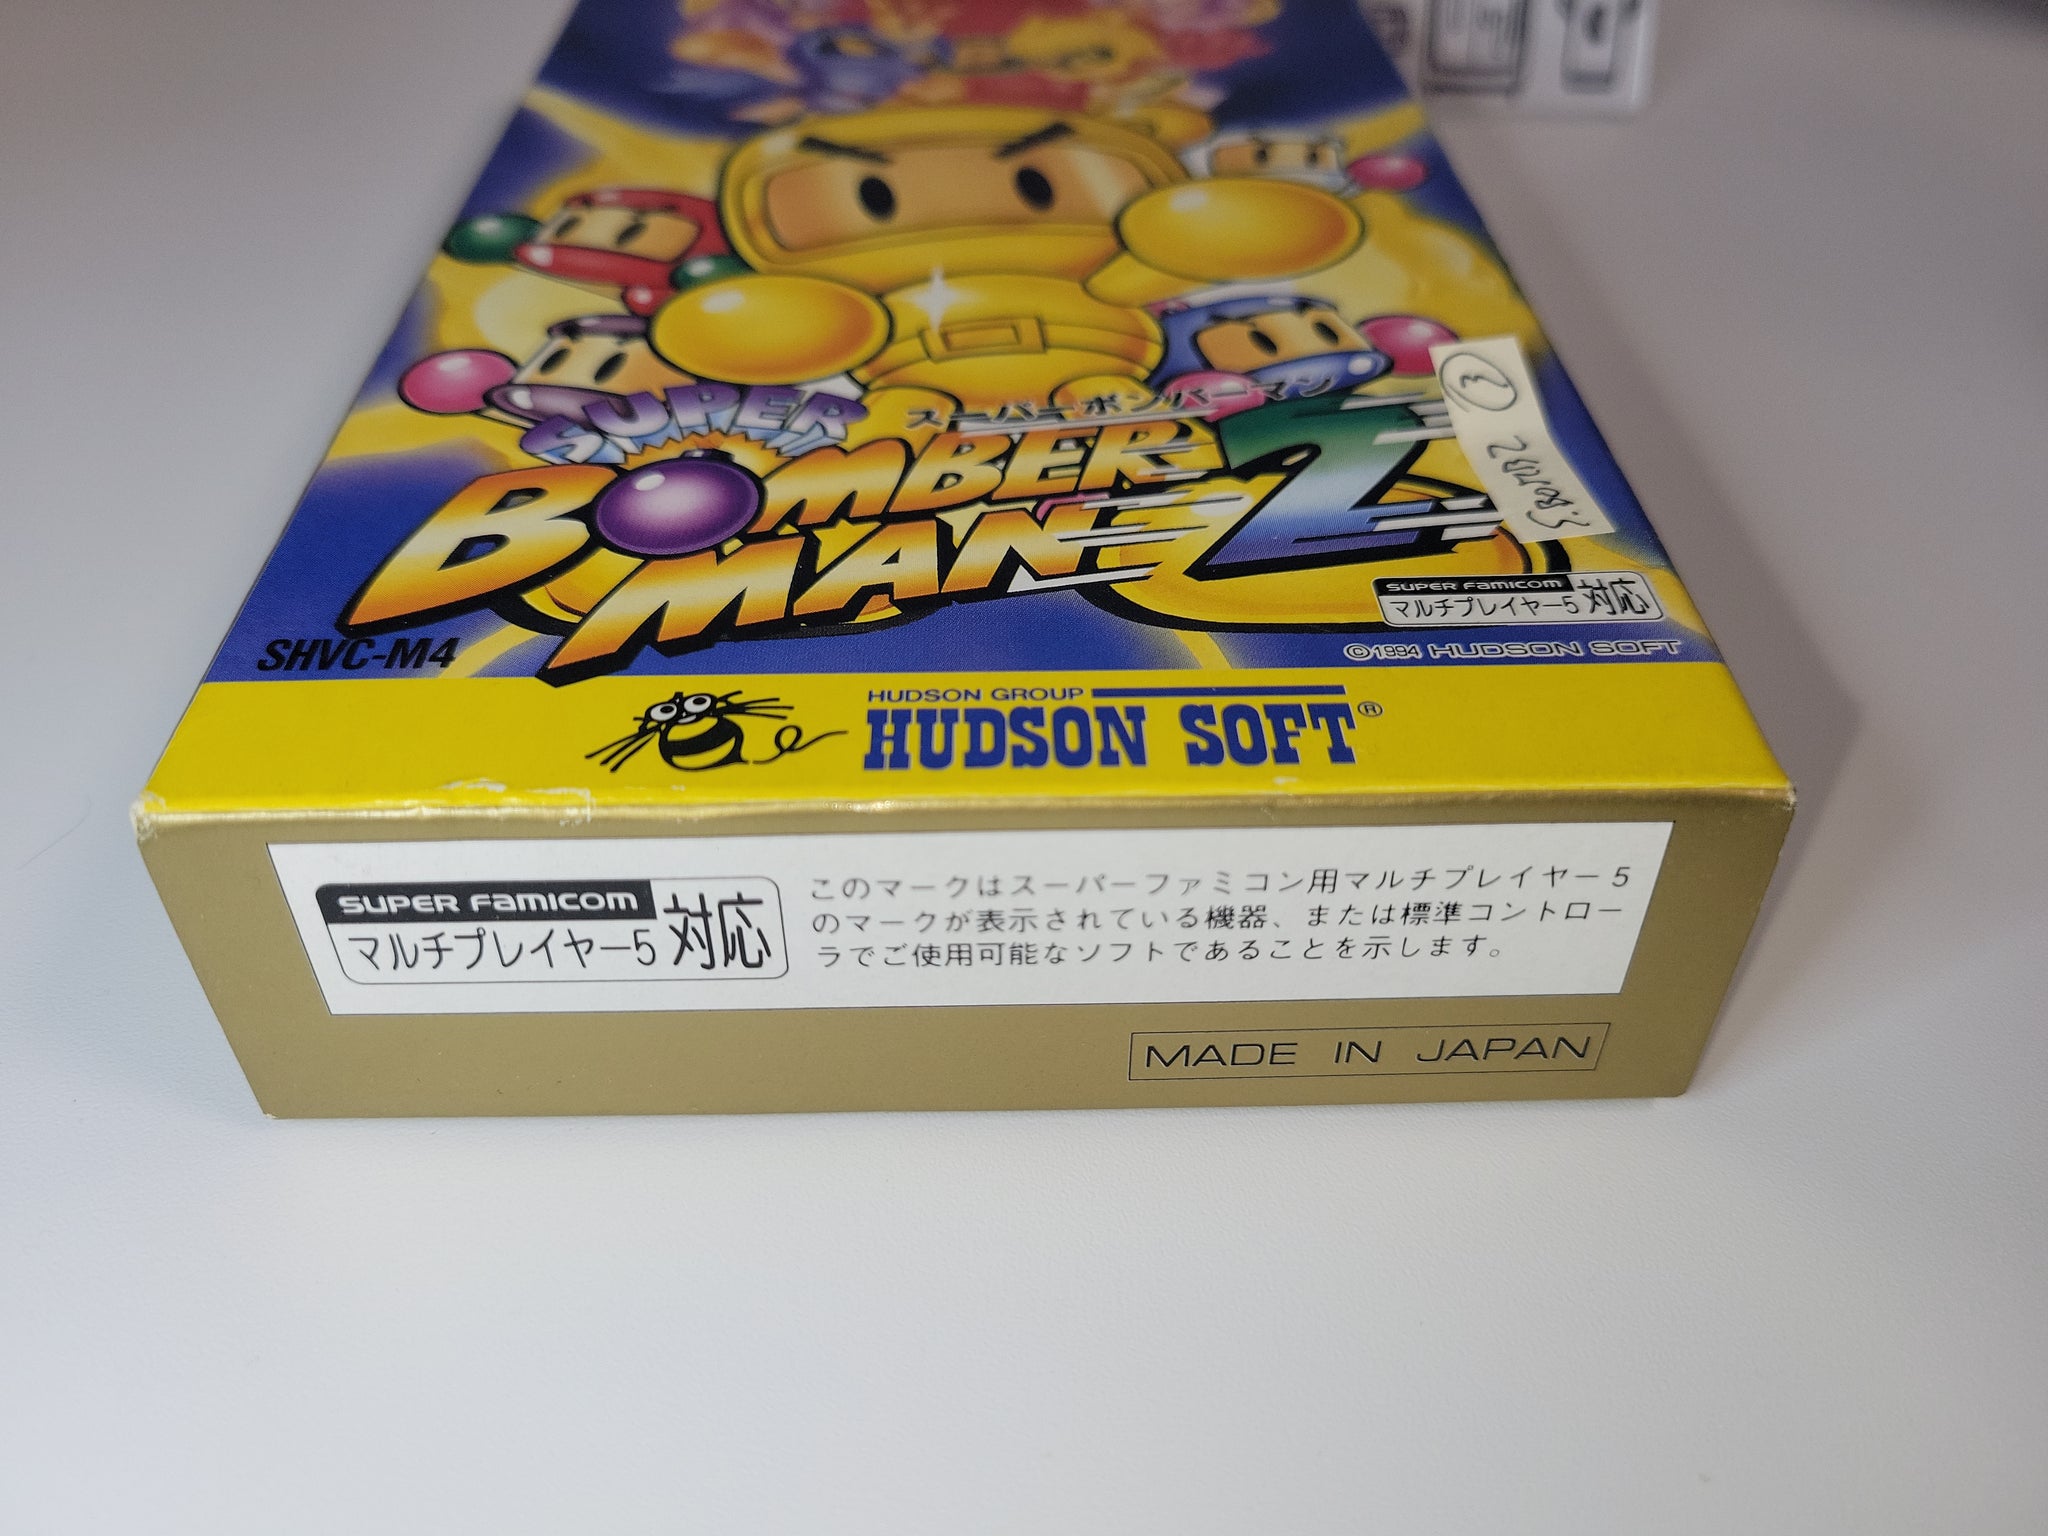 SUPER
スーパーボンバーマン
BOMBER
MAN 2
SUPER FAMICOM
マルチプレイヤー5 対応
SHVC-M4
©1994 HUDSON SOFT
HUDSON GROUP
HUDSON SOFT®
SUPER FAMICOM
マルチプレイヤー5 対応
このマークはスーパーファミコン用マルチプレイヤー5
のマークが表示されている機器、または標準コントロー
ラでご使用可能なソフトであることを示します。
MADE IN JAPAN